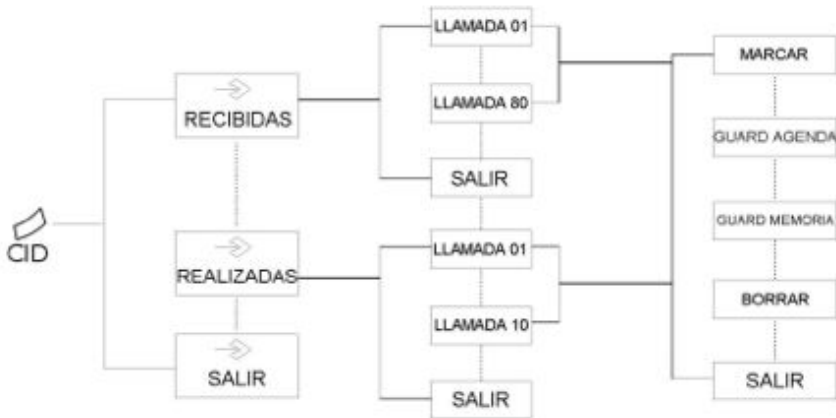 CID
RECIBIDAS
REALIZADAS
SALIR
LLAMADA 01
LLAMADA 80
SALIR
LLAMADA 01
LLAMADA 10
SALIR
MARCAR
GUARD AGENDA
GUARD MEMORIA
BORRAR
SALIR